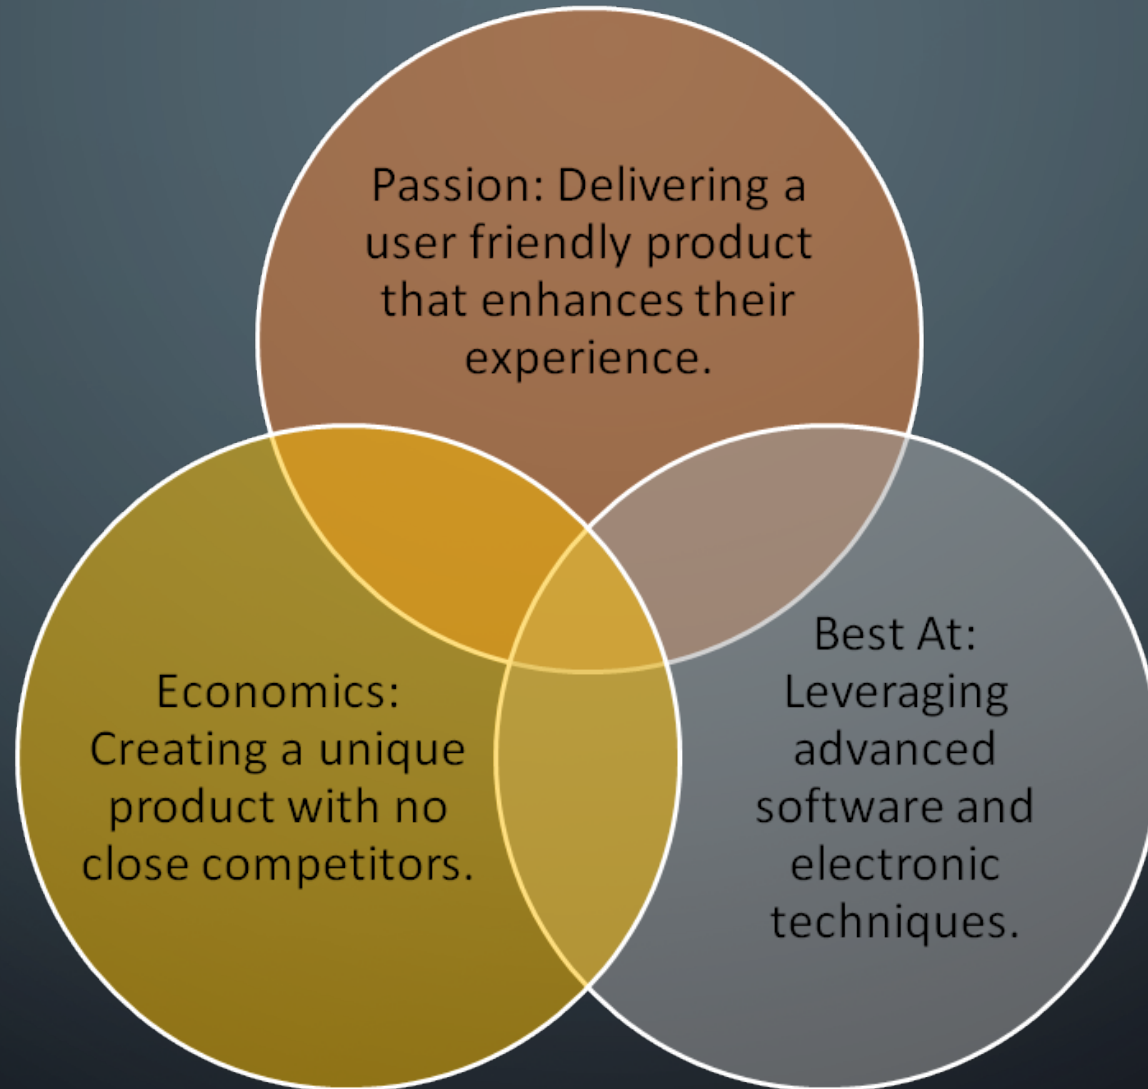 Passion: Delivering a
user friendly product
that enhances their
experience.
Economics:
Creating a unique
product with no
close competitors.
Best At:
Leveraging
advanced
software and
electronic
techniques.